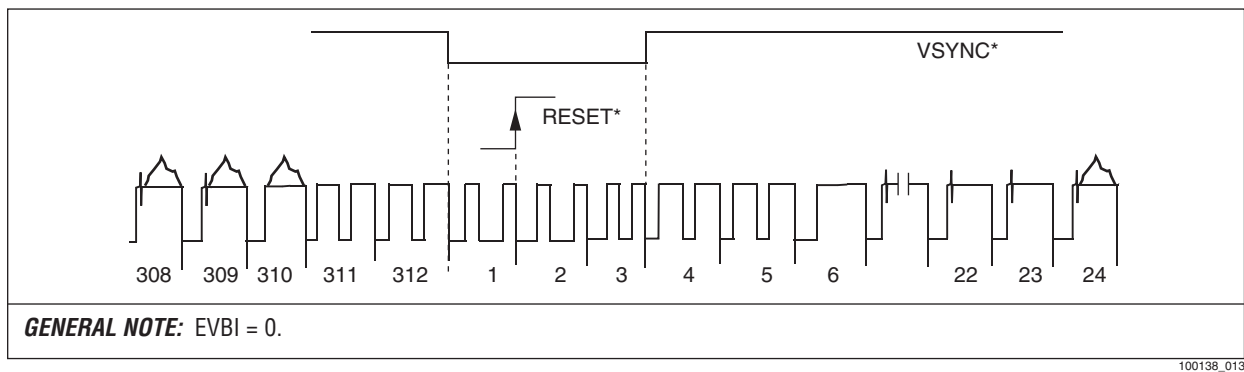 VSYNC*
RESET*
308 309 310 311 312 1 2 3 4 5 6 22 23 24
GENERAL NOTE: EVBI = 0.
100138_013